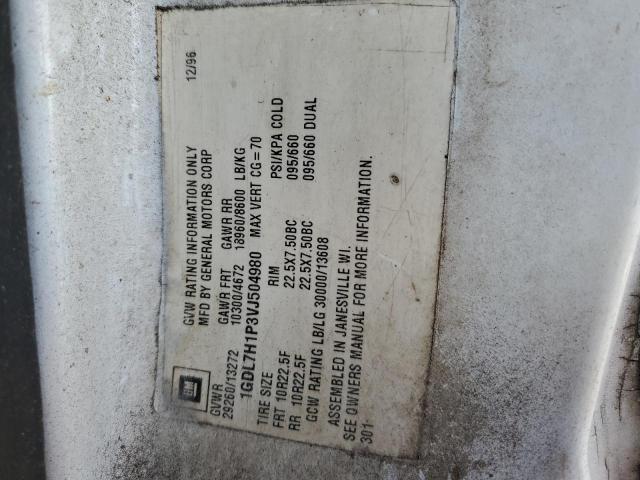 GM
GVW RATING INFORMATION ONLY 12/96
MFD BY GENERAL MOTORS CORP
GVWR GAWR FRT GAWR RR
29260/13272 10300/4672 18960/8600 LB/KG
1GDL7H1P3VJ504980 MAX VERT CG=70
TIRE SIZE RIM PSI/KPA COLD
FRT 10R22.5F 22.5X7.50BC 095/660
RR 10R22.5F 22.5X7.50BC 095/660 DUAL
GCW RATING LB/LG 30000/13608
ASSEMBLED IN JANESVILLE WI.
SEE OWNERS MANUAL FOR MORE INFORMATION.
301-